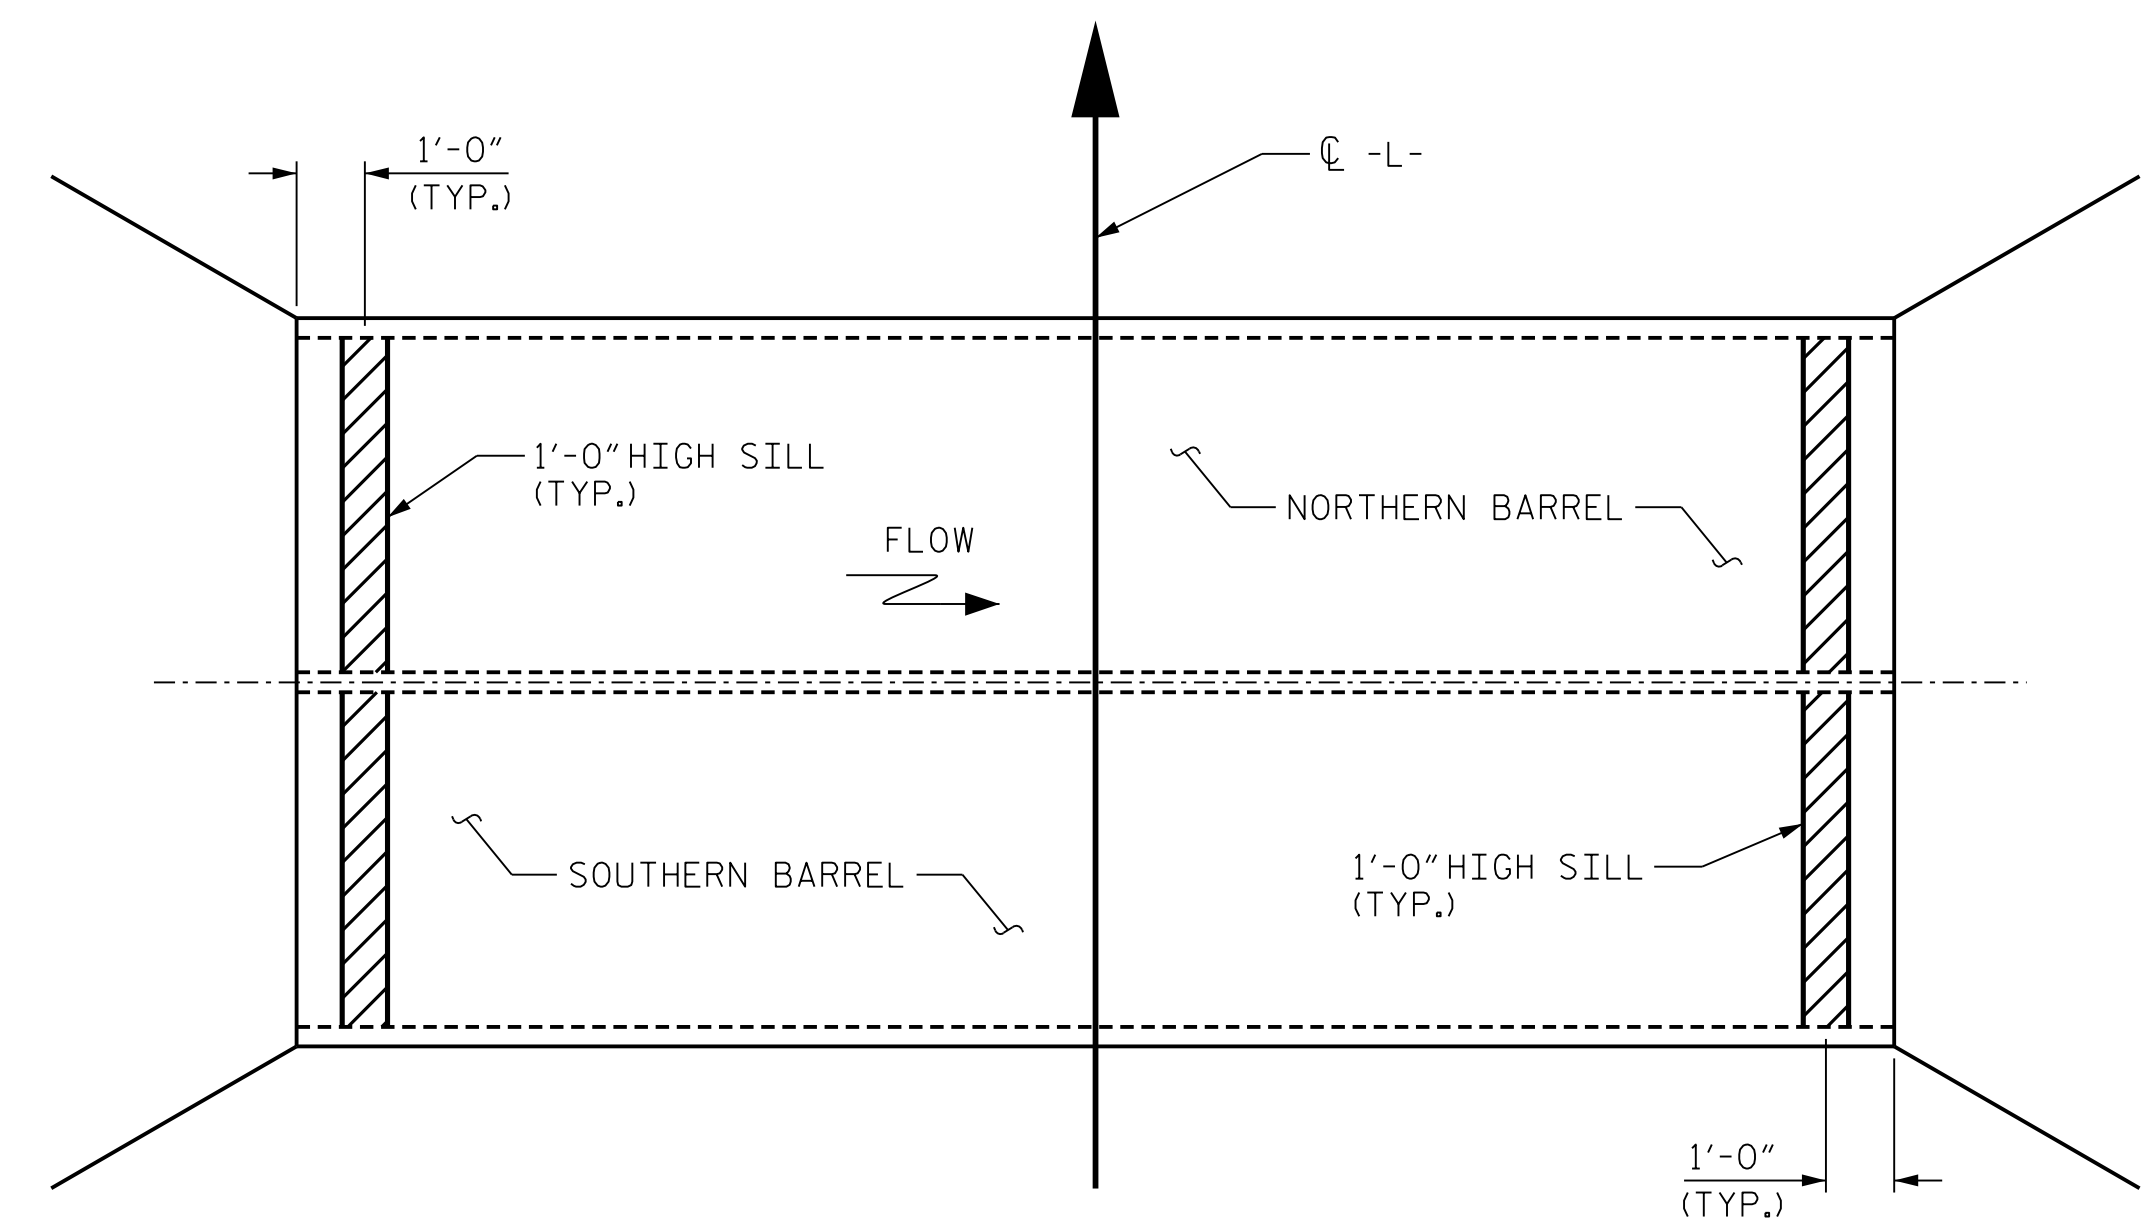 1'-0"
(TYP.)
℄ -L-
1'-0" HIGH SILL
(TYP.)
NORTHERN BARREL
FLOW
SOUTHERN BARREL
1'-0" HIGH SILL
(TYP.)
1'-0"
(TYP.)